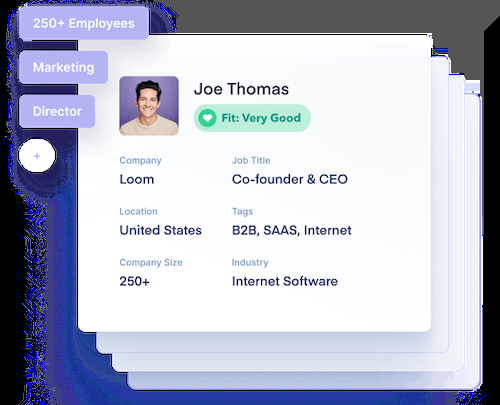 250+ Employees
Marketing
Director
+
Joe Thomas
Fit: Very Good
Company
Job Title
Loom
Co-founder & CEO
Location
Tags
United States
B2B, SAAS, Internet
Company Size
Industry
250+
Internet Software